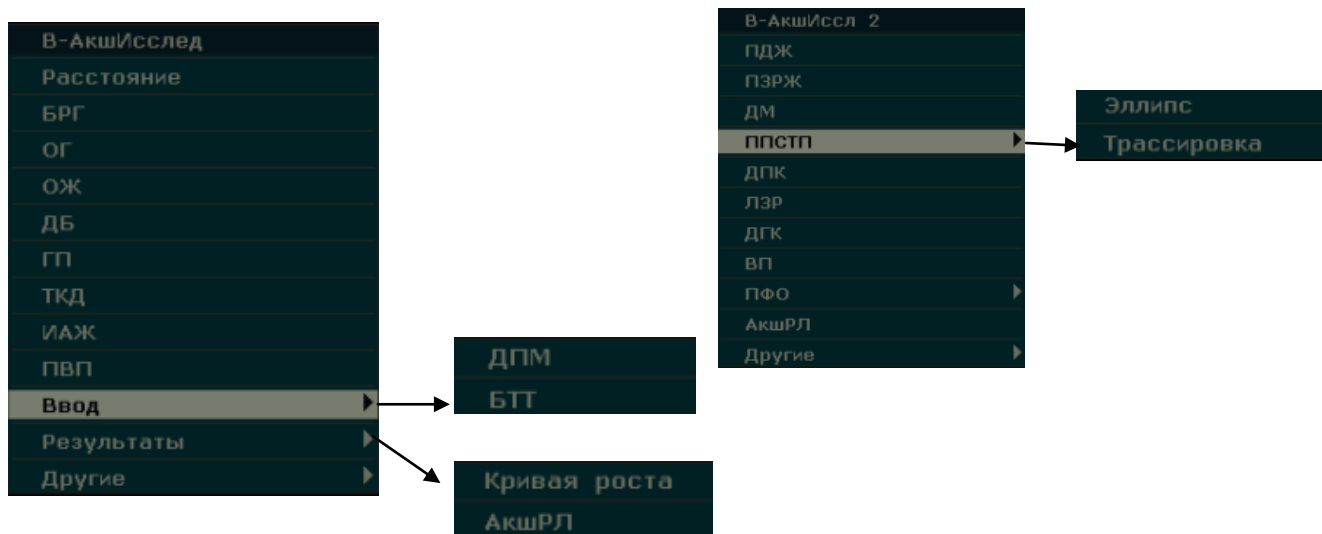 В-АкшИсслед
Расстояние
БРГ
ОГ
ОЖ
ДБ
ГП
ТКД
ИАЖ
ПВП
Ввод
Результаты
Другие
ДПМ
БТТ
Кривая роста
АкшРЛ
В-АкшИссл 2
ПДЖ
ПЗРЖ
ДМ
ППСТП
ДПК
ЛЗР
ДГК
ВП
ПФО
АкшРЛ
Другие
Эллипс
Трассировка